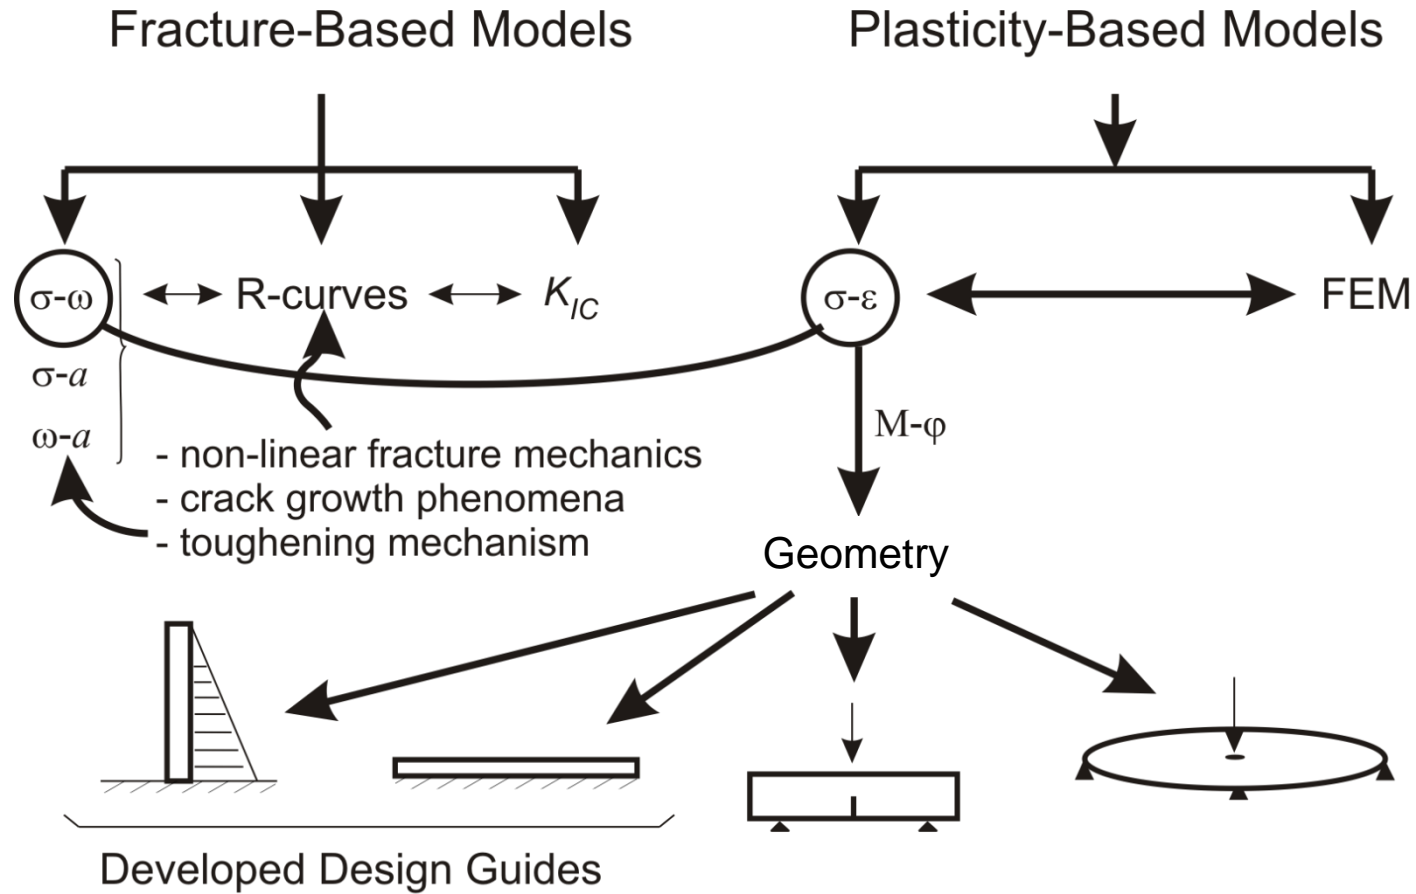 Fracture-Based Models
Plasticity-Based Models
σ-ω
R-curves
K_IC
σ-ε
FEM
σ-a
ω-a
M-φ
- non-linear fracture mechanics
- crack growth phenomena
- toughening mechanism
Geometry
Developed Design Guides